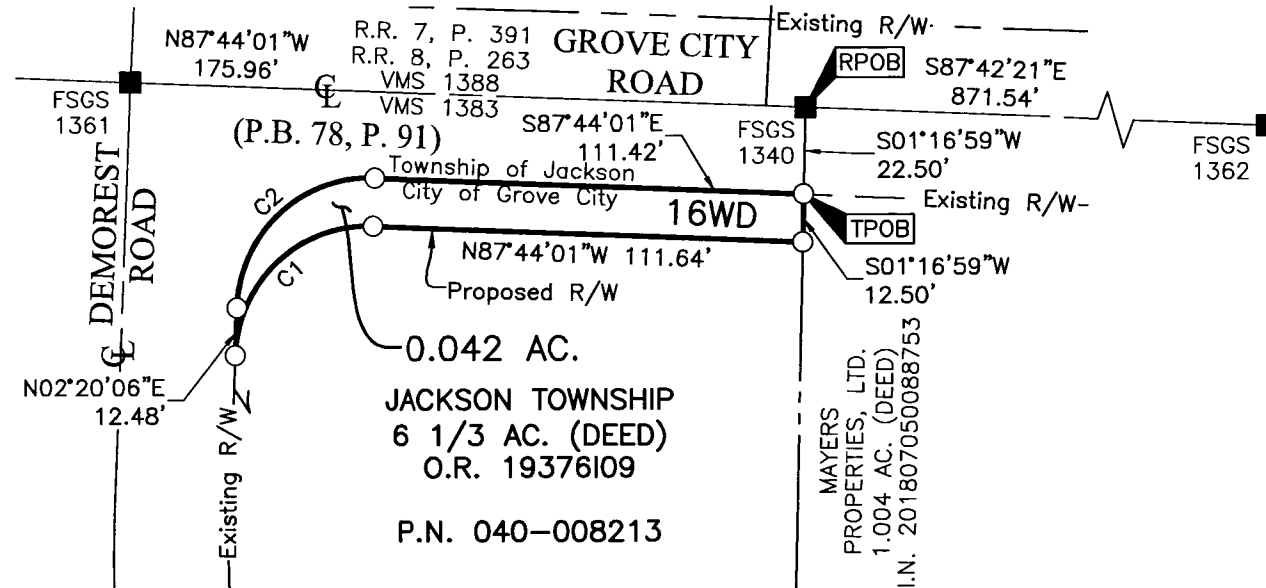 Existing R/W
N87°44'01"W
175.96'
R.R. 7, P. 391
R.R. 8, P. 263
VMS 1388
VMS 1383
GROVE CITY
ROAD
RPOB
S87°42'21"E
871.54'
FSGS
1361
CL
(P.B. 78, P. 91)
S87°44'01"E
111.42'
FSGS
1340
S01°16'59"W
22.50'
FSGS
1362
DEMOREST
ROAD
CL
Township of Jackson
City of Grove City
C2
C1
16WD
Existing R/W
TPOB
N87°44'01"W 111.64'
S01°16'59"W
12.50'
Proposed R/W
0.042 AC.
N02°20'06"E
12.48'
Existing R/W
JACKSON TOWNSHIP
6 1/3 AC. (DEED)
O.R. 19376I09
P.N. 040-008213
MAYERS
PROPERTIES, LTD.
1.004 AC. (DEED)
I.N. 201807050088753